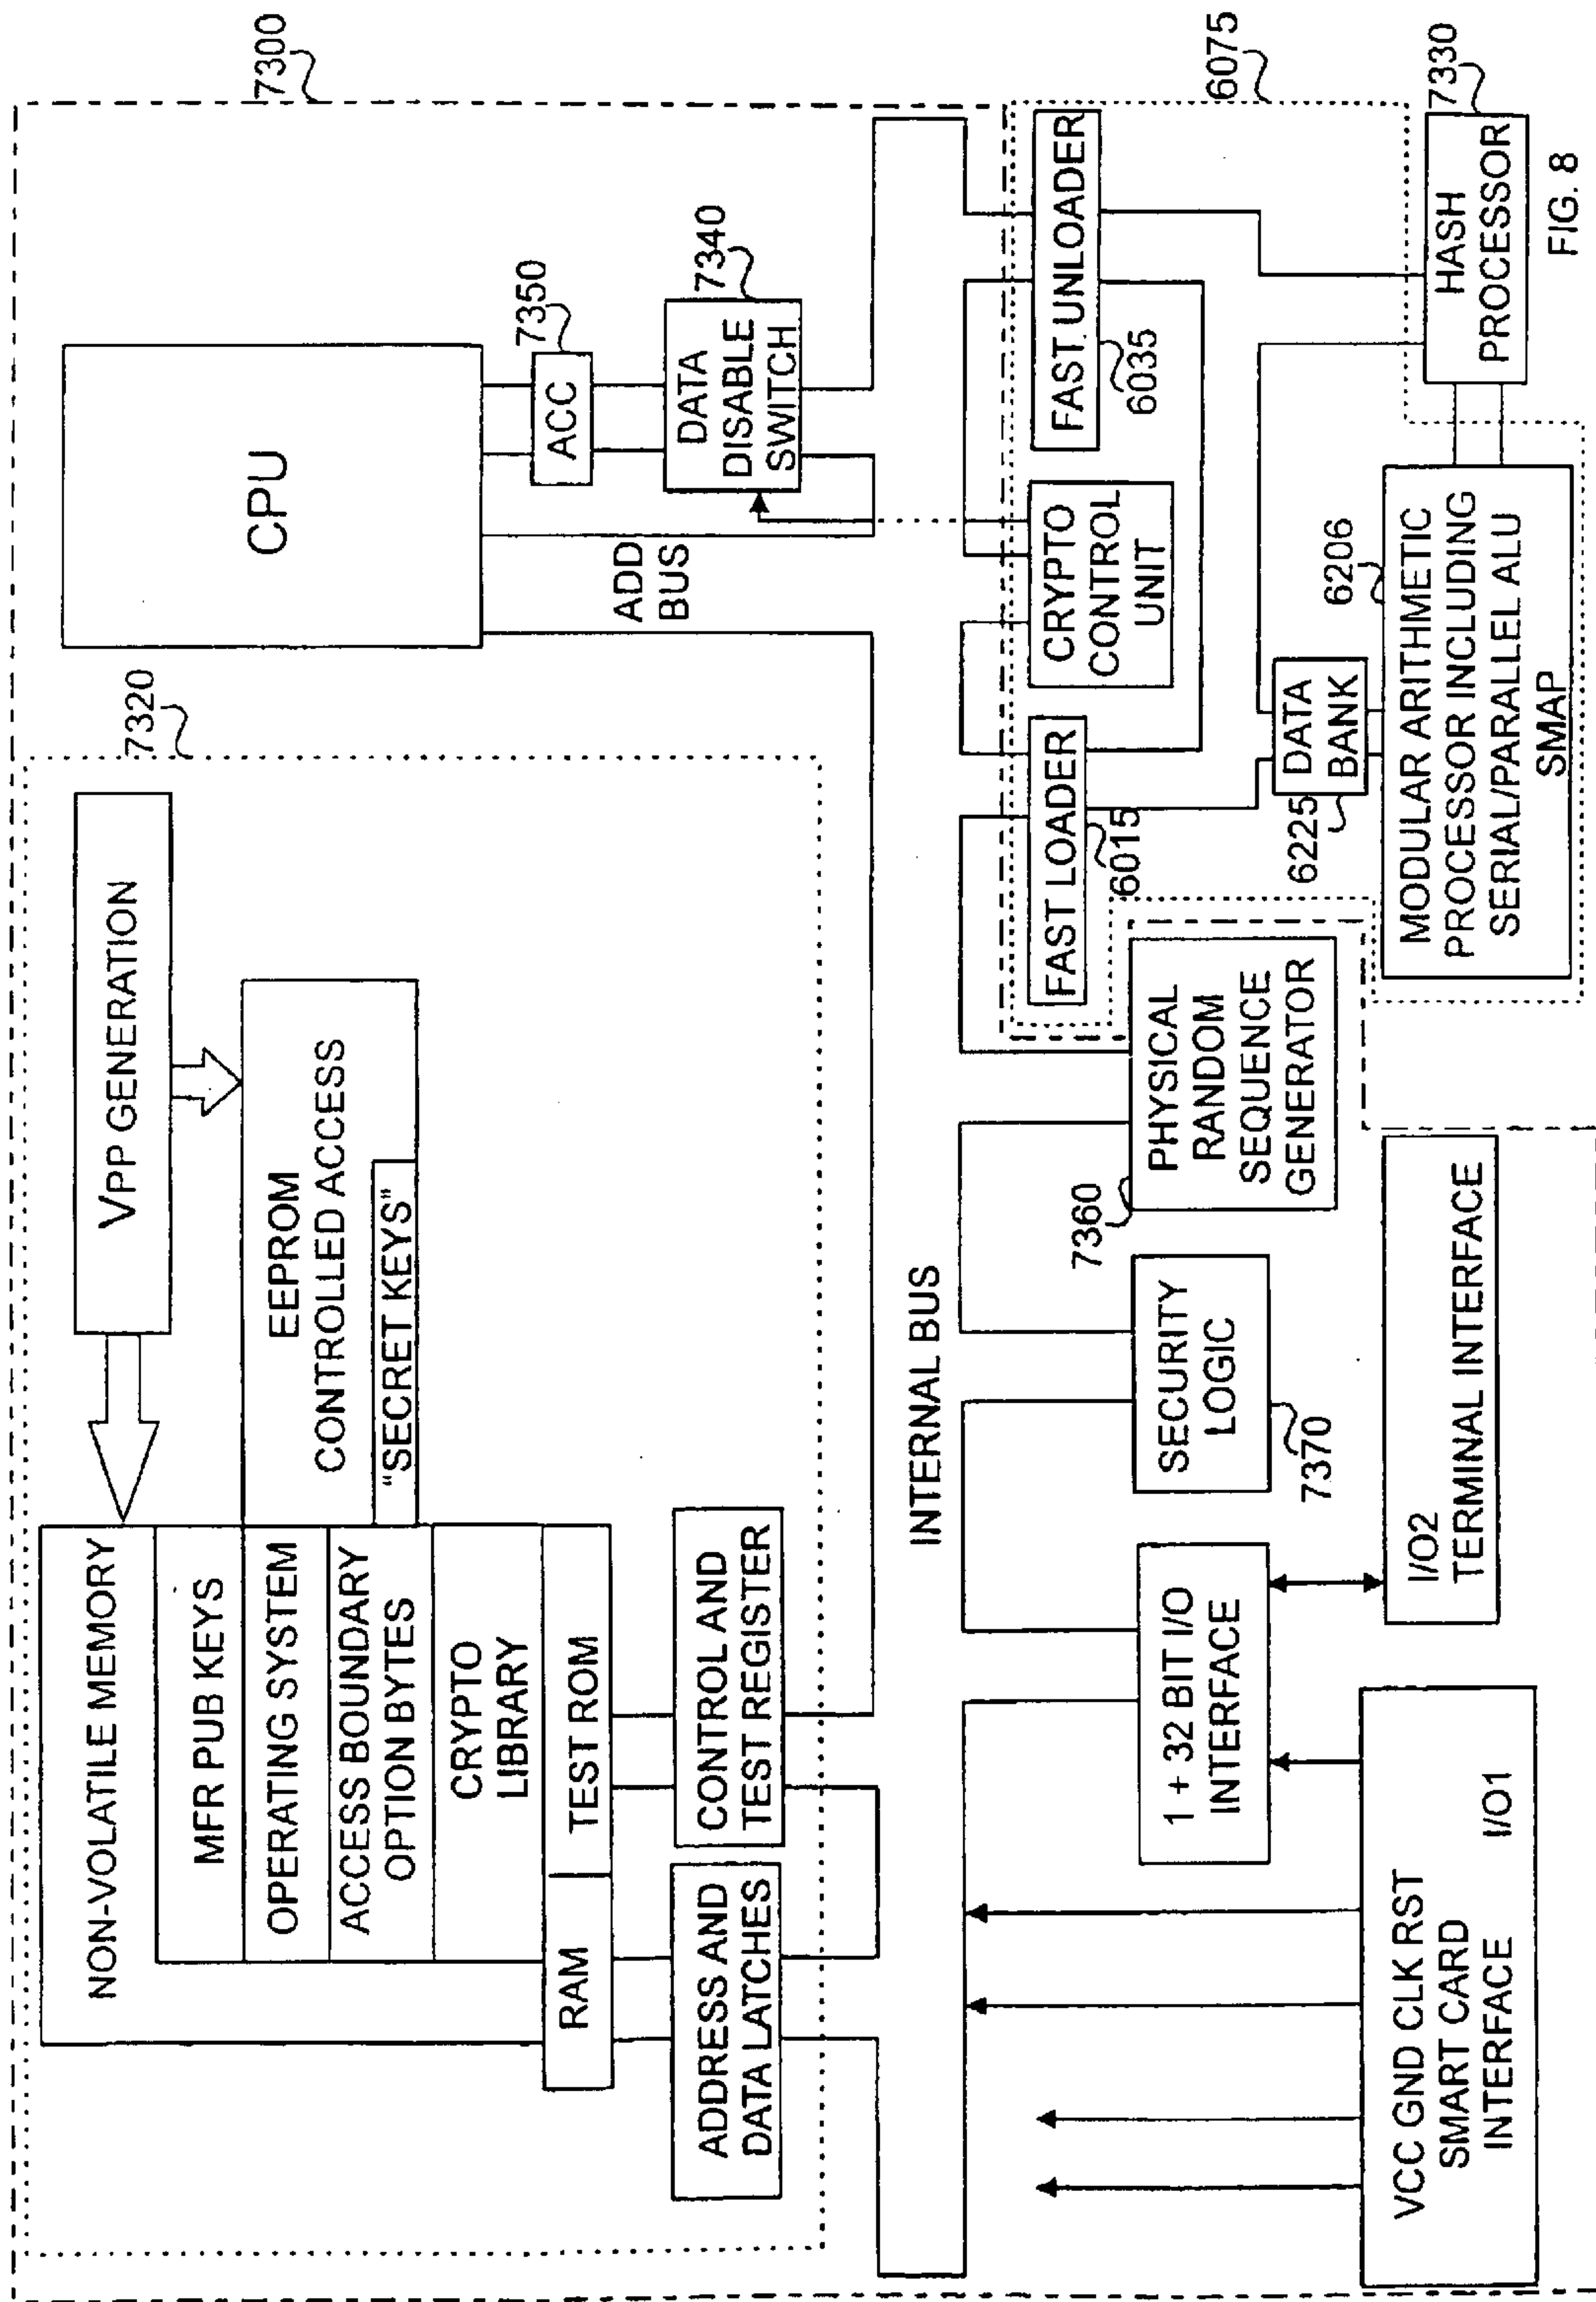 7300
7320
VPP GENERATION
EEPROM
CONTROLLED ACCESS
"SECRET KEYS"
NON-VOLATILE MEMORY
MFR PUB KEYS
OPERATING SYSTEM
ACCESS BOUNDARY
OPTION BYTES
CRYPTO
LIBRARY
RAM
TEST ROM
ADDRESS AND
DATA LATCHES
CONTROL AND
TEST REGISTER
CPU
ADD
BUS
7350
ACC
7340
DATA
DISABLE
SWITCH
INTERNAL BUS
VCC GND CLK RST
SMART CARD
INTERFACE
I/O1
1 + 32 BIT I/O
INTERFACE
I/O2
TERMINAL INTERFACE
SECURITY
LOGIC
7370
7360
PHYSICAL
RANDOM
SEQUENCE
GENERATOR
FAST LOADER
6015
CRYPTO
CONTROL
UNIT
FAST UNLOADER
6035
6075
6225
DATA
BANK
6206
MODULAR ARITHMETIC
PROCESSOR INCLUDING
SERIAL/PARALLEL ALU
SMAP
7330
HASH
PROCESSOR
FIG. 8